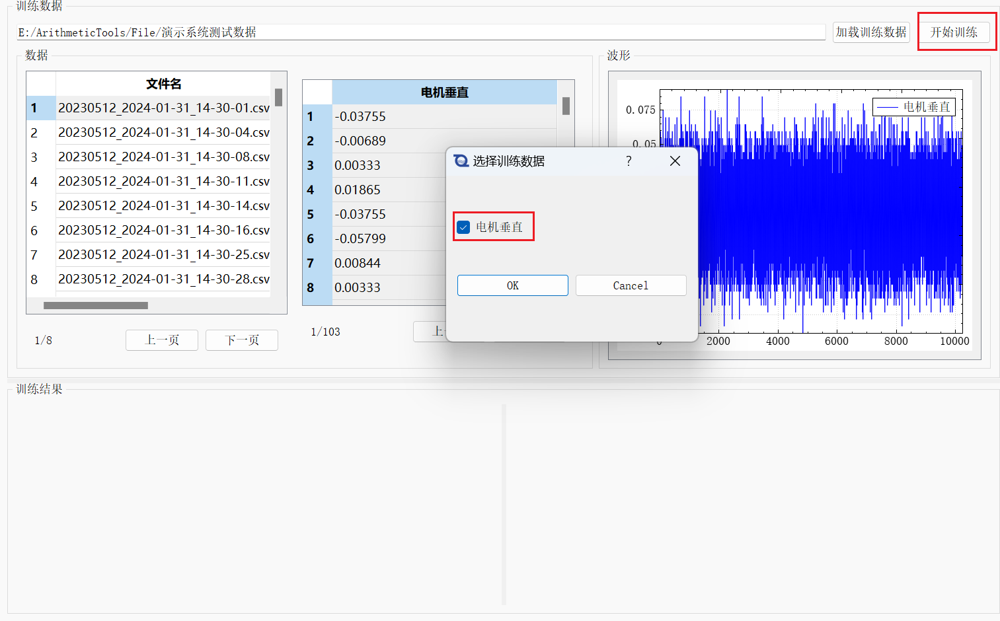 训练数据
E:/ArithmeticTools/File/演示系统测试数据
加载训练数据
开始训练
数据
文件名
1 20230512_2024-01-31_14-30-01.csv
2 20230512_2024-01-31_14-30-04.csv
3 20230512_2024-01-31_14-30-08.csv
4 20230512_2024-01-31_14-30-11.csv
5 20230512_2024-01-31_14-30-14.csv
6 20230512_2024-01-31_14-30-16.csv
7 20230512_2024-01-31_14-30-25.csv
8 20230512_2024-01-31_14-30-28.csv
1/8
上一页
下一页
电机垂直
1 -0.03755
2 -0.00689
3 0.00333
4 0.01865
5 -0.03755
6 -0.05799
7 0.00844
8 0.00333
1/103
上
选择训练数据
?
电机垂直
OK
Cancel
波形
电机垂直
0.075
0.05
0 2000 4000 6000 8000 10000
训练结果